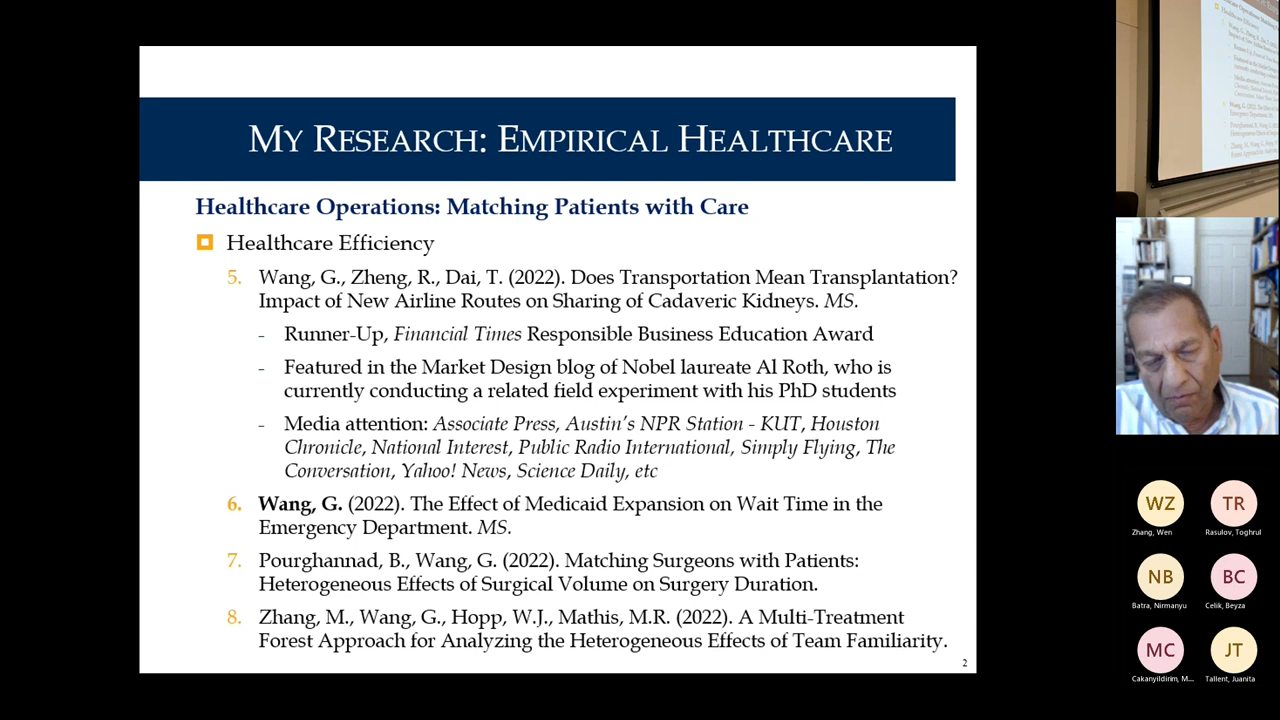 MY RESEARCH: EMPIRICAL HEALTHCARE
Healthcare Operations: Matching Patients with Care
Healthcare Efficiency
5. Wang, G., Zheng, R., Dai, T. (2022). Does Transportation Mean Transplantation?
Impact of New Airline Routes on Sharing of Cadaveric Kidneys. MS.
- Runner-Up, Financial Times Responsible Business Education Award
- Featured in the Market Design blog of Nobel laureate Al Roth, who is
currently conducting a related field experiment with his PhD students
- Media attention: Associate Press, Austin's NPR Station - KUT, Houston
Chronicle, National Interest, Public Radio International, Simply Flying, The
Conversation, Yahoo! News, Science Daily, etc
6. Wang, G. (2022). The Effect of Medicaid Expansion on Wait Time in the
Emergency Department. MS.
7. Pourghannad, B., Wang, G. (2022). Matching Surgeons with Patients:
Heterogeneous Effects of Surgical Volume on Surgery Duration.
8. Zhang, M., Wang, G., Hopp, W.J., Mathis, M.R. (2022). A Multi-Treatment
Forest Approach for Analyzing the Heterogeneous Effects of Team Familiarity.
2
WZ
TR
Zhang, Wen
Rasulov, Toghrul
NB
BC
Batra, Nirmanyu
Celik, Beyza
MC
JT
Cakanyildirim, M...
Tallent, Juanita